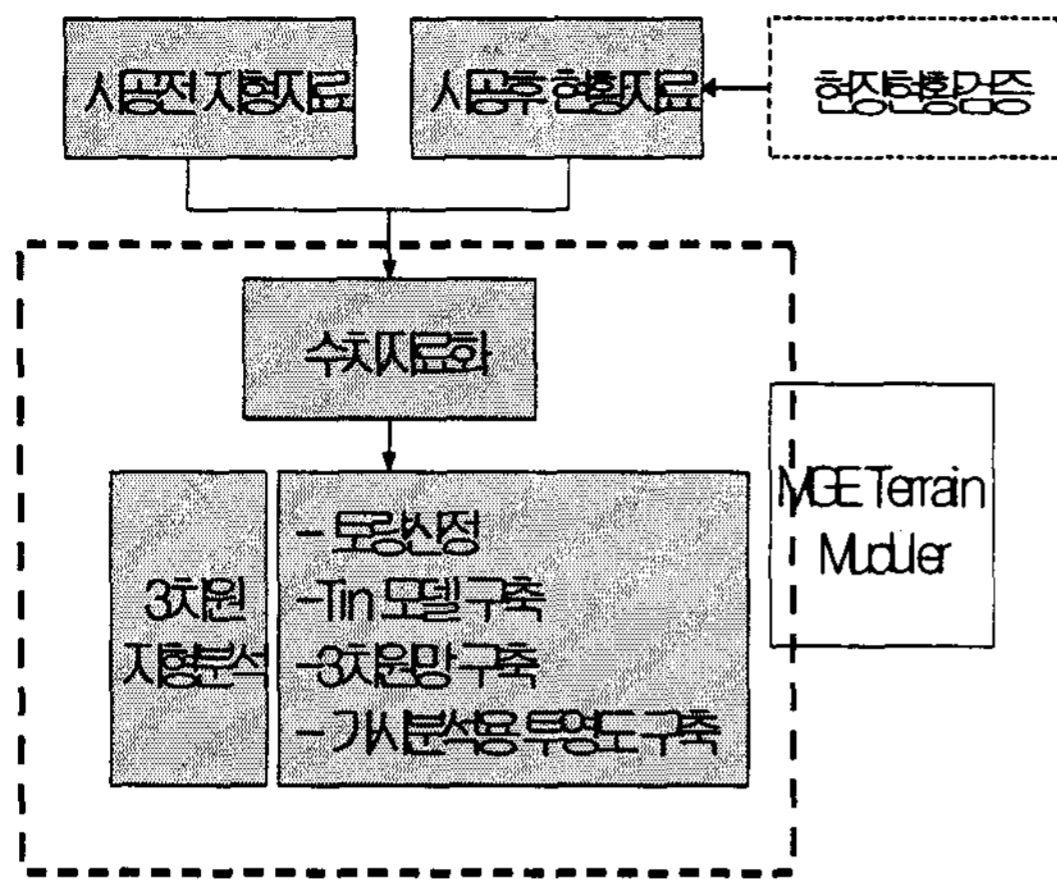 시공전 지형자료
시공후 현황자료
현장현황검증
수치자료화
3차원
지형분석
- 토량산정
-Tin 모델 구축
-3차원망 구축
- 가시분석용 투영도 구축
MGE Terrain
Muduler